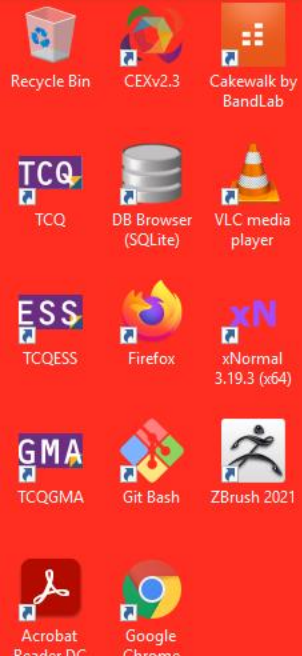 Recycle Bin
CEXv2.3
Cakewalk by
BandLab
TCQ
TCQ
DB Browser
(SQLite)
VLC media
player
ESS
TCQESS
Firefox
xN
xNormal
3.19.3 (x64)
GMA
TCQGMA
Git Bash
ZBrush 2021
Acrobat
Reader DC
Google
Chrome